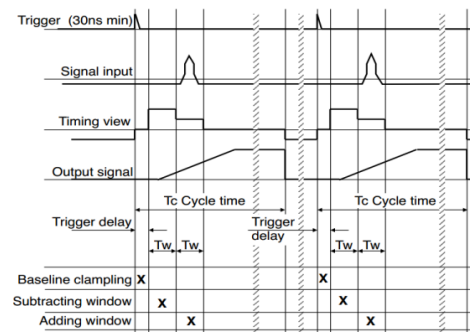 Trigger (30ns min)
Signal input
Timing view
Output signal
Tc Cycle time Tc Cycle time
Trigger delay Trigger delay
Tw Tw Tw Tw
Baseline clamping X X
Subtracting window X X
Adding window X X